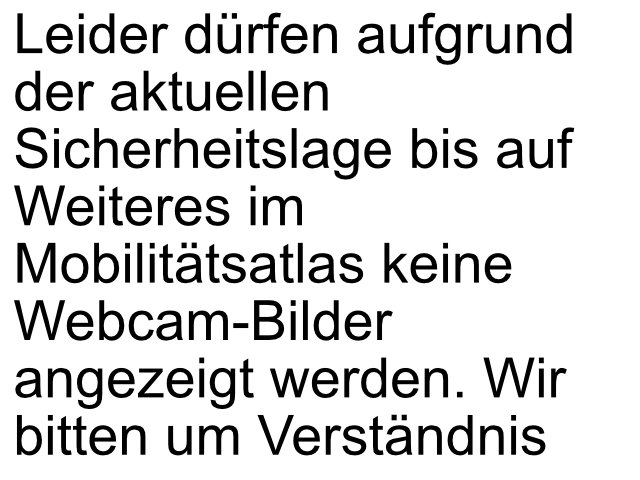 Leider dürfen aufgrund
der aktuellen
Sicherheitslage bis auf
Weiteres im
Mobilitätsatlas keine
Webcam-Bilder
angezeigt werden. Wir
bitten um Verständnis